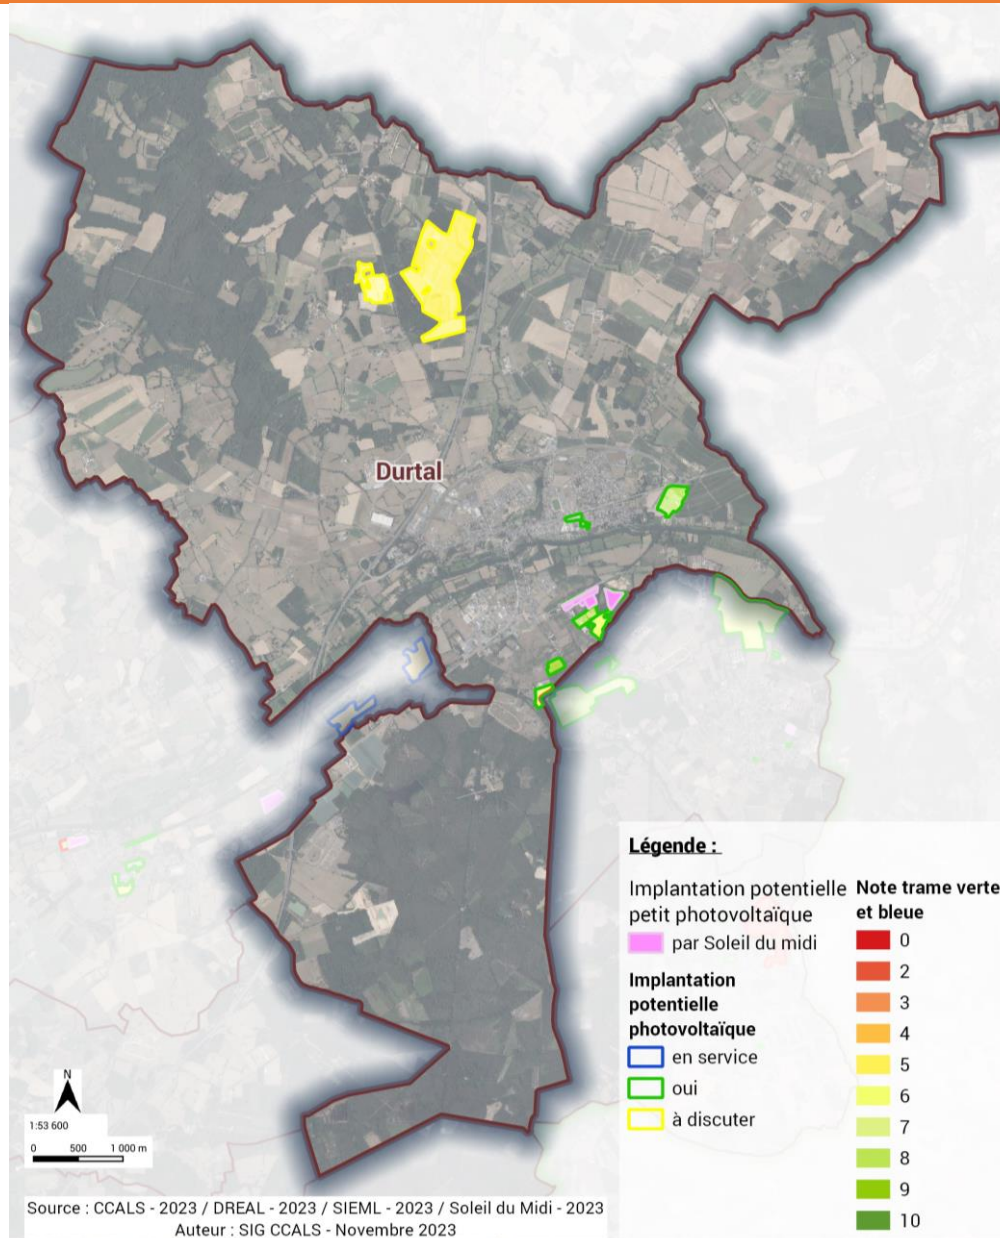 Durtal
Légende :
Implantation potentielle
petit photovoltaïque
par Soleil du midi
Implantation
potentielle
photovoltaïque
en service
oui
à discuter
Note trame verte
et bleue
0
2
3
4
5
6
7
8
9
10
N
1:53 600
0 500 1 000 m
Source : CCALS - 2023 / DREAL - 2023 / SIEML - 2023 / Soleil du Midi - 2023
Auteur : SIG CCALS - Novembre 2023